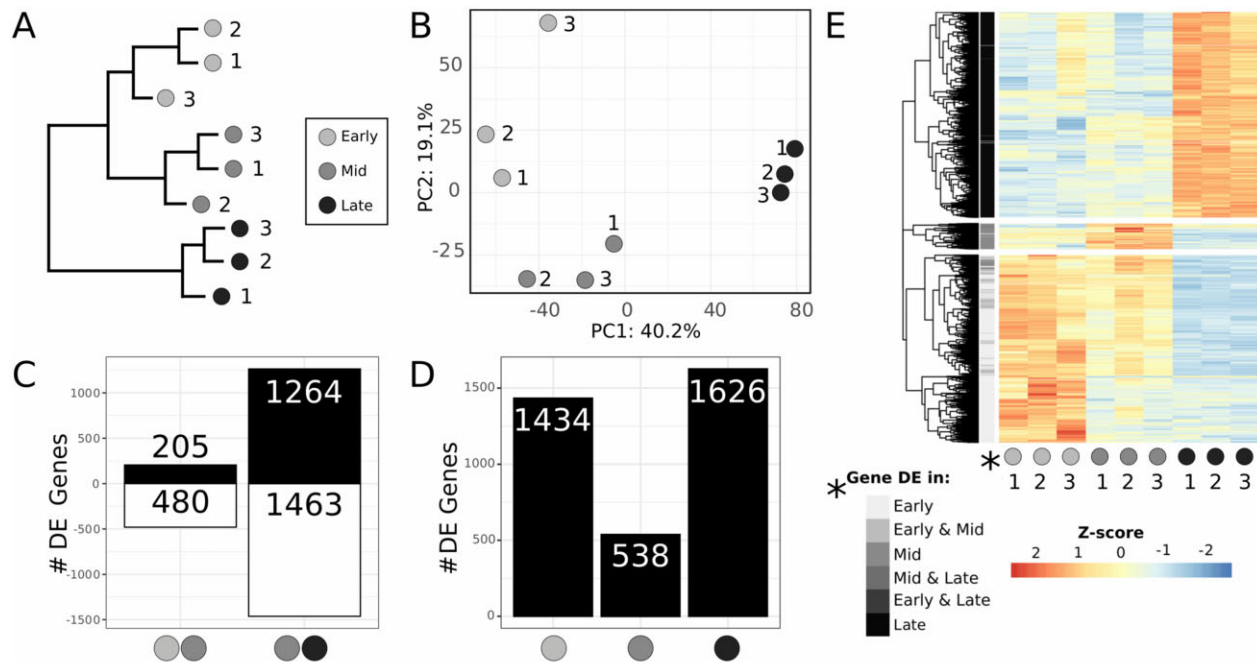 A
2
1
3
3
1
2
3
2
1
Early
Mid
Late
B
PC2: 19.1%
50
25
0
-25
3
2
1
1
2
3
1
2
3
-40
0
40
80
PC1: 40.2%
C
# DE Genes
1000
500
0
-500
-1000
-1500
205
480
1264
1463
D
#DE Genes
1500
1000
500
0
1434
538
1626
E
* 1 2 3 1 2 3 1 2 3
*Gene DE in:
Early
Early & Mid
Mid
Mid & Late
Early & Late
Late
Z-score
2 1 0 -1 -2